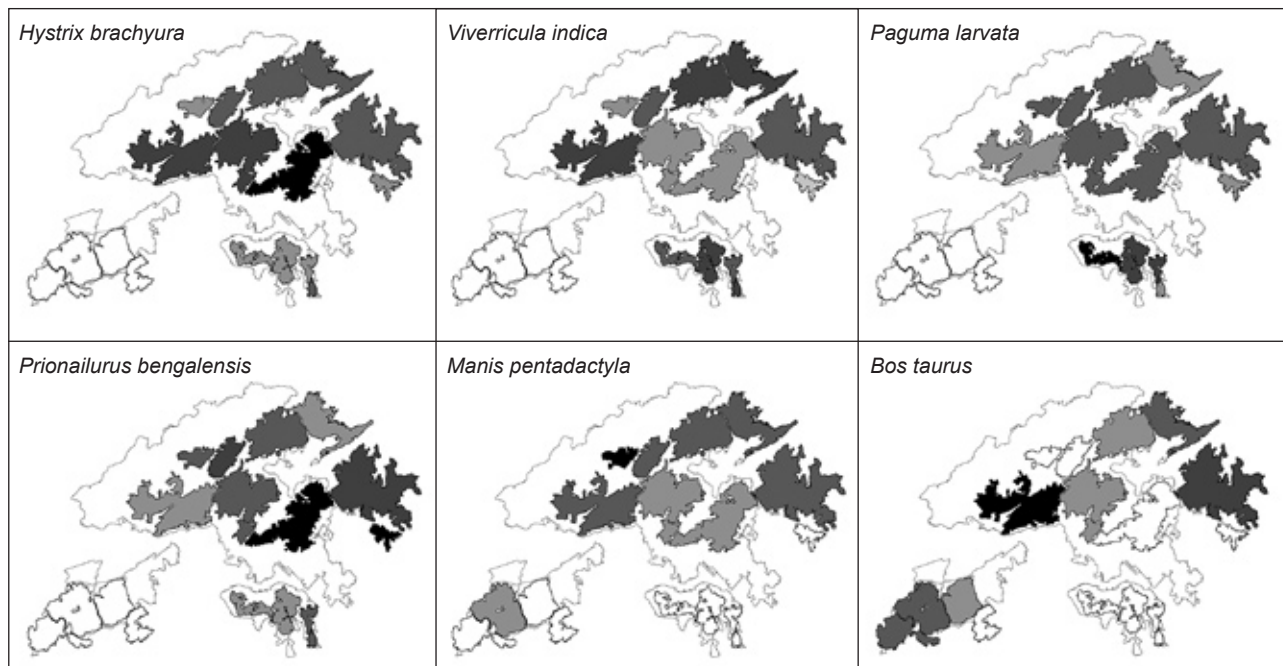 Hystrix brachyura
Viverricula indica
Paguma larvata
Prionailurus bengalensis
Manis pentadactyla
Bos taurus